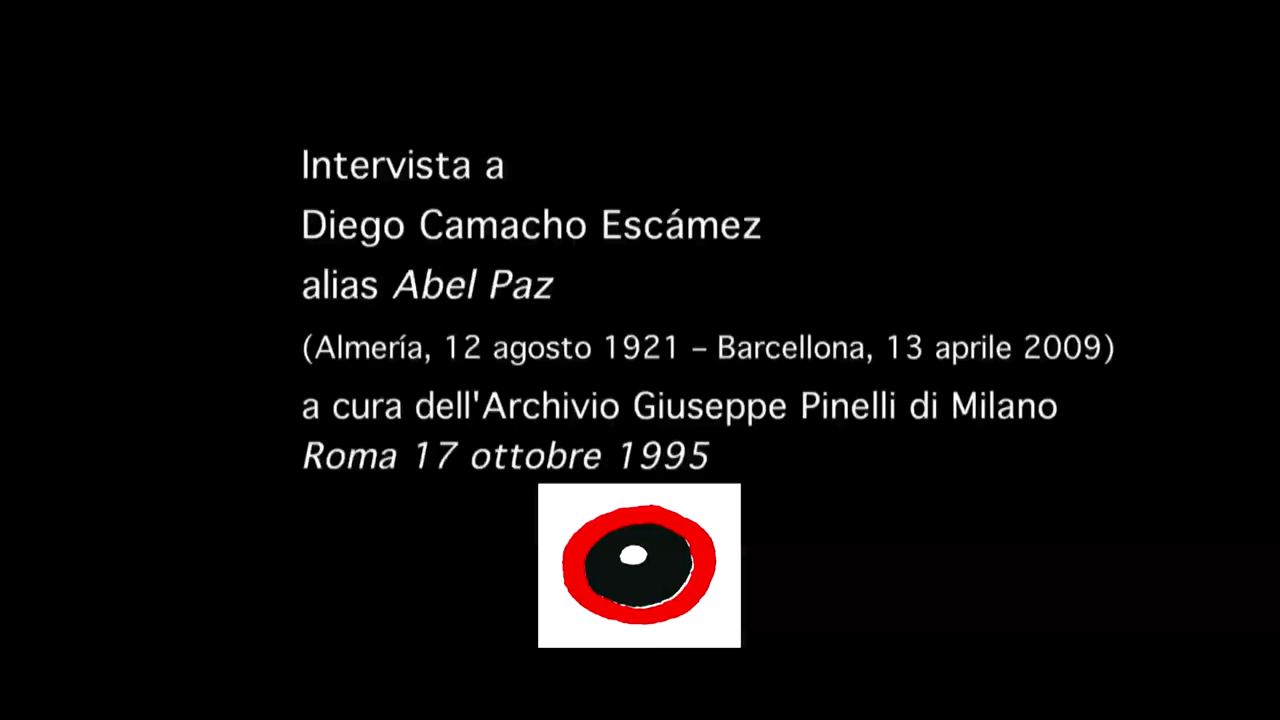 Intervista a
Diego Camacho Escámez
alias Abel Paz
(Almería, 12 agosto 1921 – Barcellona, 13 aprile 2009)
a cura dell'Archivio Giuseppe Pinelli di Milano
Roma 17 ottobre 1995